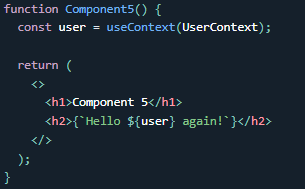 function Component5() {
  const user = useContext(UserContext);

  return (
    <>
      <h1>Component 5</h1>
      <h2>{`Hello ${user} again!`}</h2>
    </>
  );
}